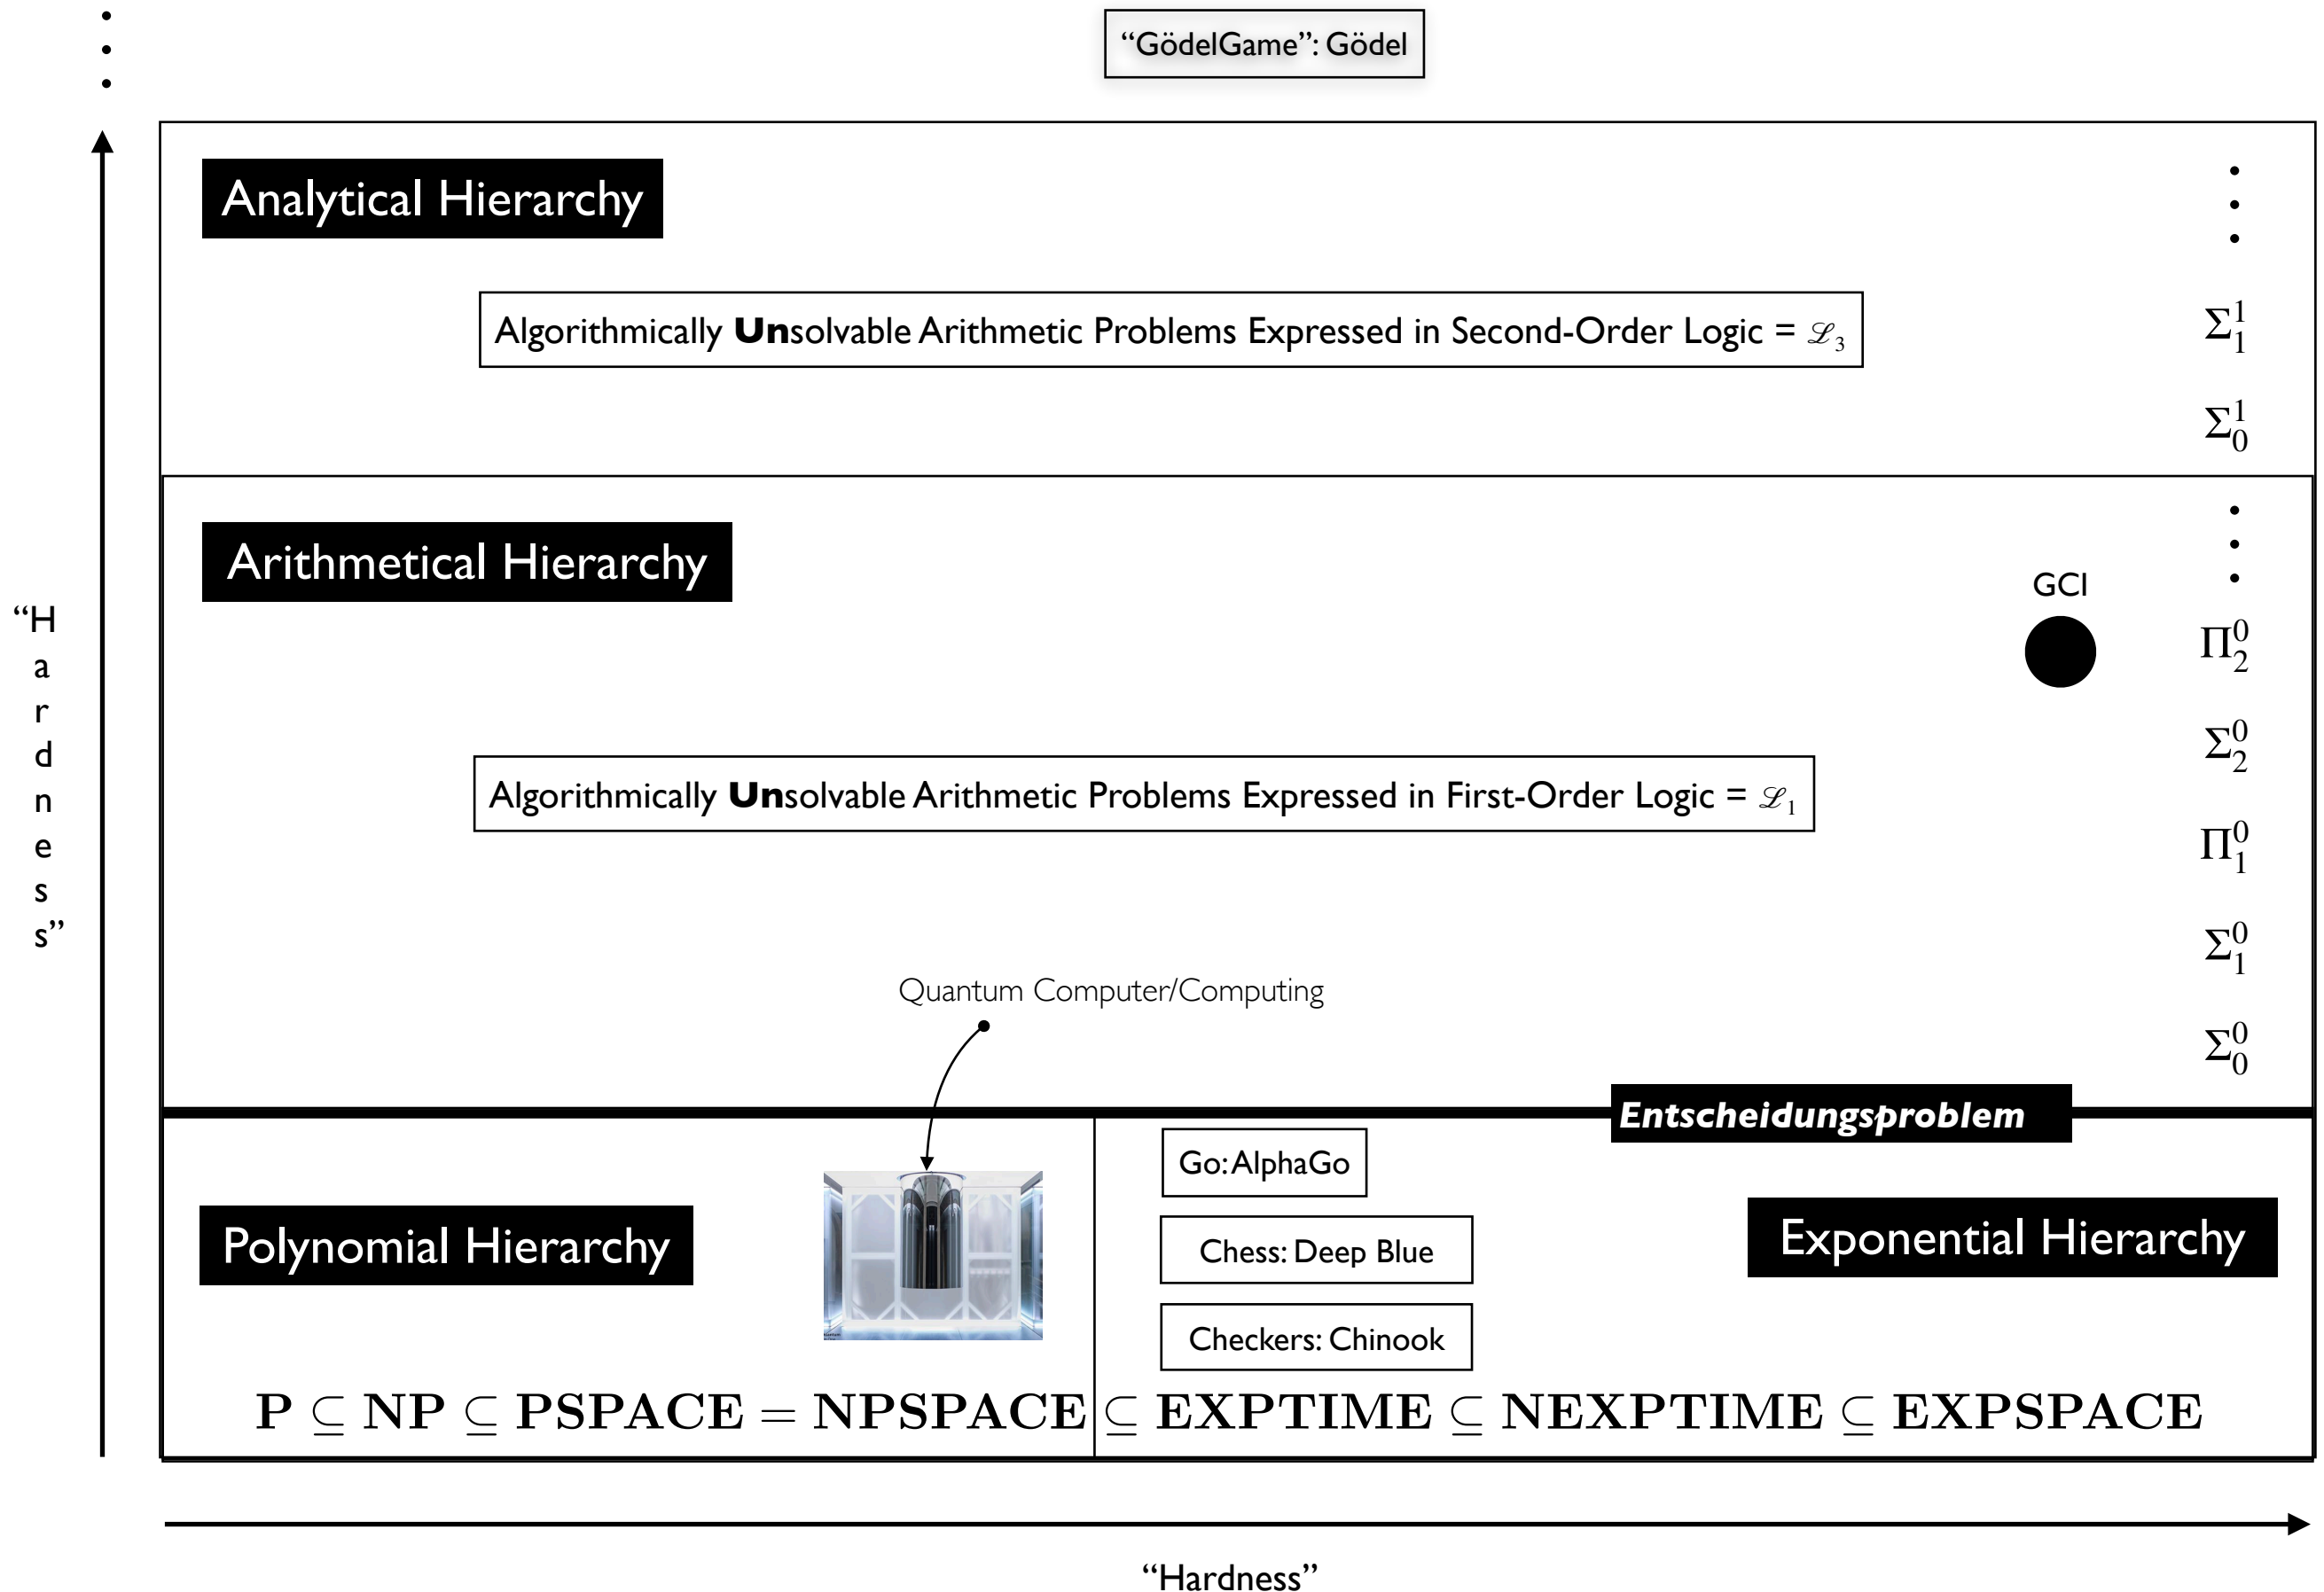 “GödelGame”: Gödel
Analytical Hierarchy
Algorithmically Unsolvable Arithmetic Problems Expressed in Second-Order Logic = ℒ₃
Σ¹₁
Σ¹₀
Arithmetical Hierarchy
GCI
Π⁰₂
“Hardness”
Σ⁰₂
Algorithmically Unsolvable Arithmetic Problems Expressed in First-Order Logic = ℒ₁
Π⁰₁
Σ⁰₁
Quantum Computer/Computing
Σ⁰₀
Entscheidungsproblem
Go: AlphaGo
Polynomial Hierarchy
Chess: Deep Blue
Exponential Hierarchy
Checkers: Chinook
P ⊆ NP ⊆ PSPACE = NPSPACE ⊆ EXPTIME ⊆ NEXPTIME ⊆ EXPSPACE
“Hardness”